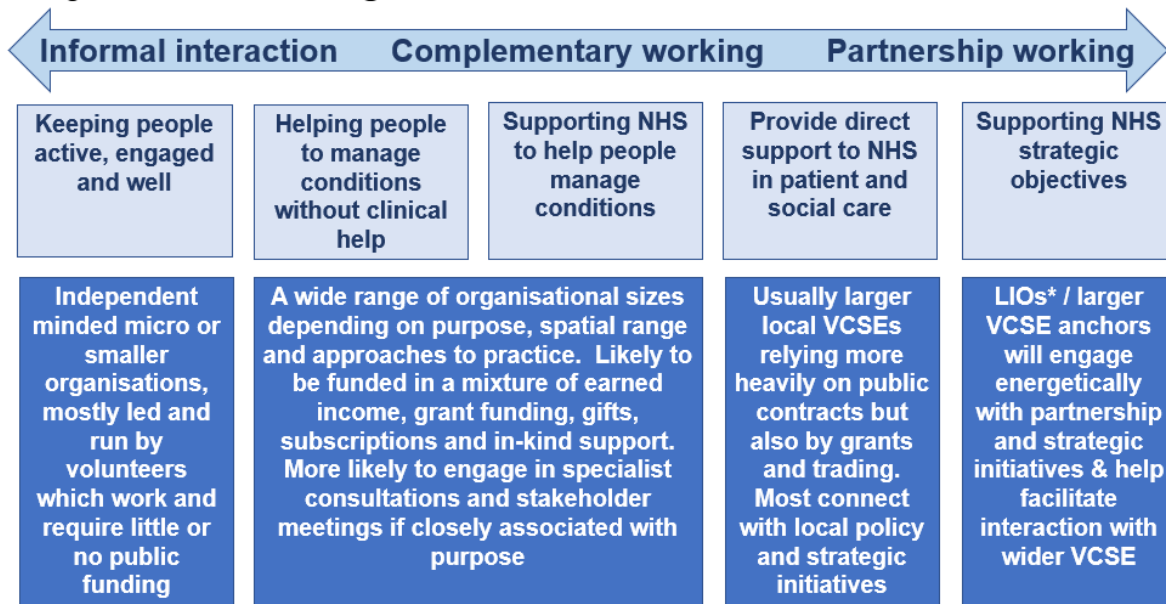 Informal interaction Complementary working Partnership working
Keeping people
active, engaged
and well
Helping people
to manage
conditions
without clinical
help
Supporting NHS
to help people
manage
conditions
Provide direct
support to NHS
in patient and
social care
Supporting NHS
strategic
objectives
Independent
minded micro or
smaller
organisations,
mostly led and
run by
volunteers
which work and
require little or
no public
funding
A wide range of organisational sizes
depending on purpose, spatial range
and approaches to practice.  Likely to
be funded in a mixture of earned
income, grant funding, gifts,
subscriptions and in-kind support.
More likely to engage in specialist
consultations and stakeholder
meetings if closely associated with
purpose
Usually larger
local VCSEs
relying more
heavily on public
contracts but
also by grants
and trading.
Most connect
with local policy
and strategic
initiatives
LIOs* / larger
VCSE anchors
will engage
energetically
with partnership
and strategic
initiatives & help
facilitate
interaction with
wider VCSE